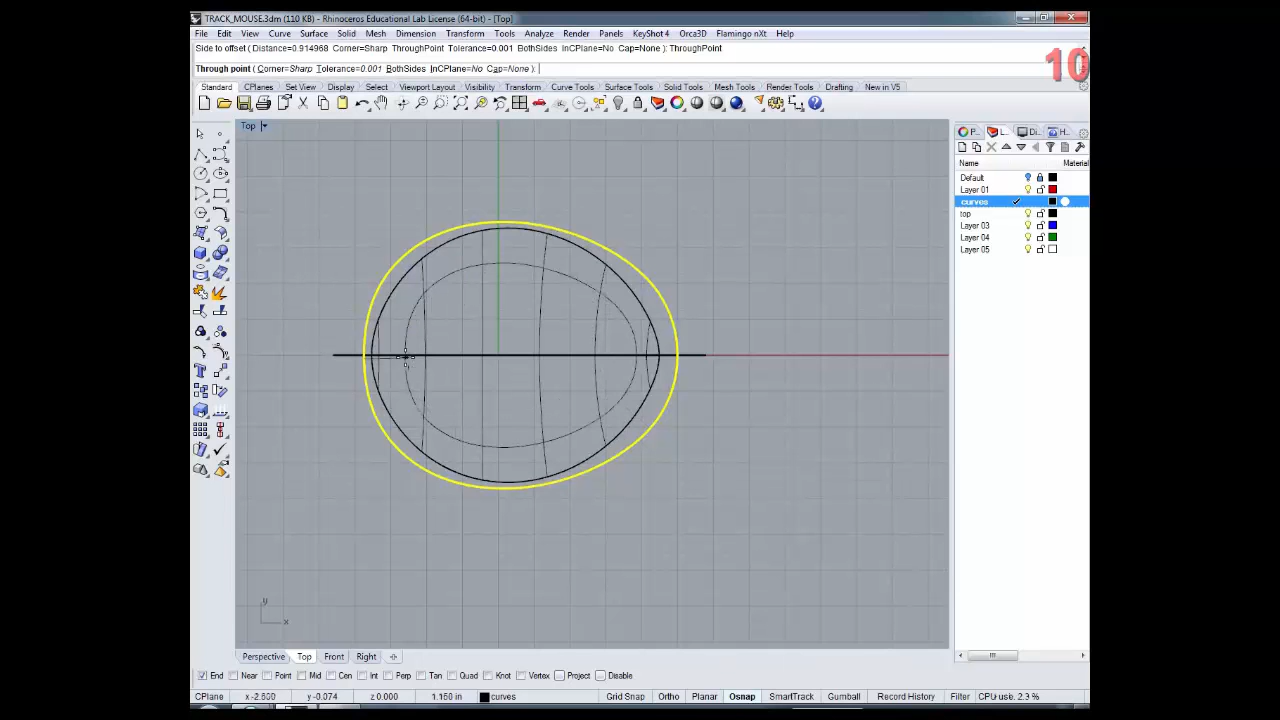 TRACK_MOUSE.3dm (110 KB) - Rhinoceros Educational Lab License (64-bit) - [Top]
File Edit View Curve Surface Solid Mesh Dimension Transform Tools Analyze Render Panels KeyShot 4 Orca3D Flamingo nXt Help
Side to offset ( Distance=0.914968 Corner=Sharp ThroughPoint Tolerance=0.001 BothSides InCPlane=No Cap=None ): ThroughPoint
Through point ( Corner=Sharp Tolerance=0.001 BothSides InCPlane=No Cap=None ):
10
Standard CPlanes Set View Display Select Viewport Layout Visibility Transform Curve Tools Surface Tools Solid Tools Mesh Tools Render Tools Drafting New in V5
Top
P... L... Di... H...
Name Material
Default
Layer 01
curves
top
Layer 03
Layer 04
Layer 05
y
x
Perspective Top Front Right
End Near Point Mid Cen Int Perp Tan Quad Knot Vertex Project Disable
CPlane x -2.600 y -0.074 z 0.000 1.160 in curves Grid Snap Ortho Planar Osnap SmartTrack Gumball Record History Filter CPU use: 2.3 %